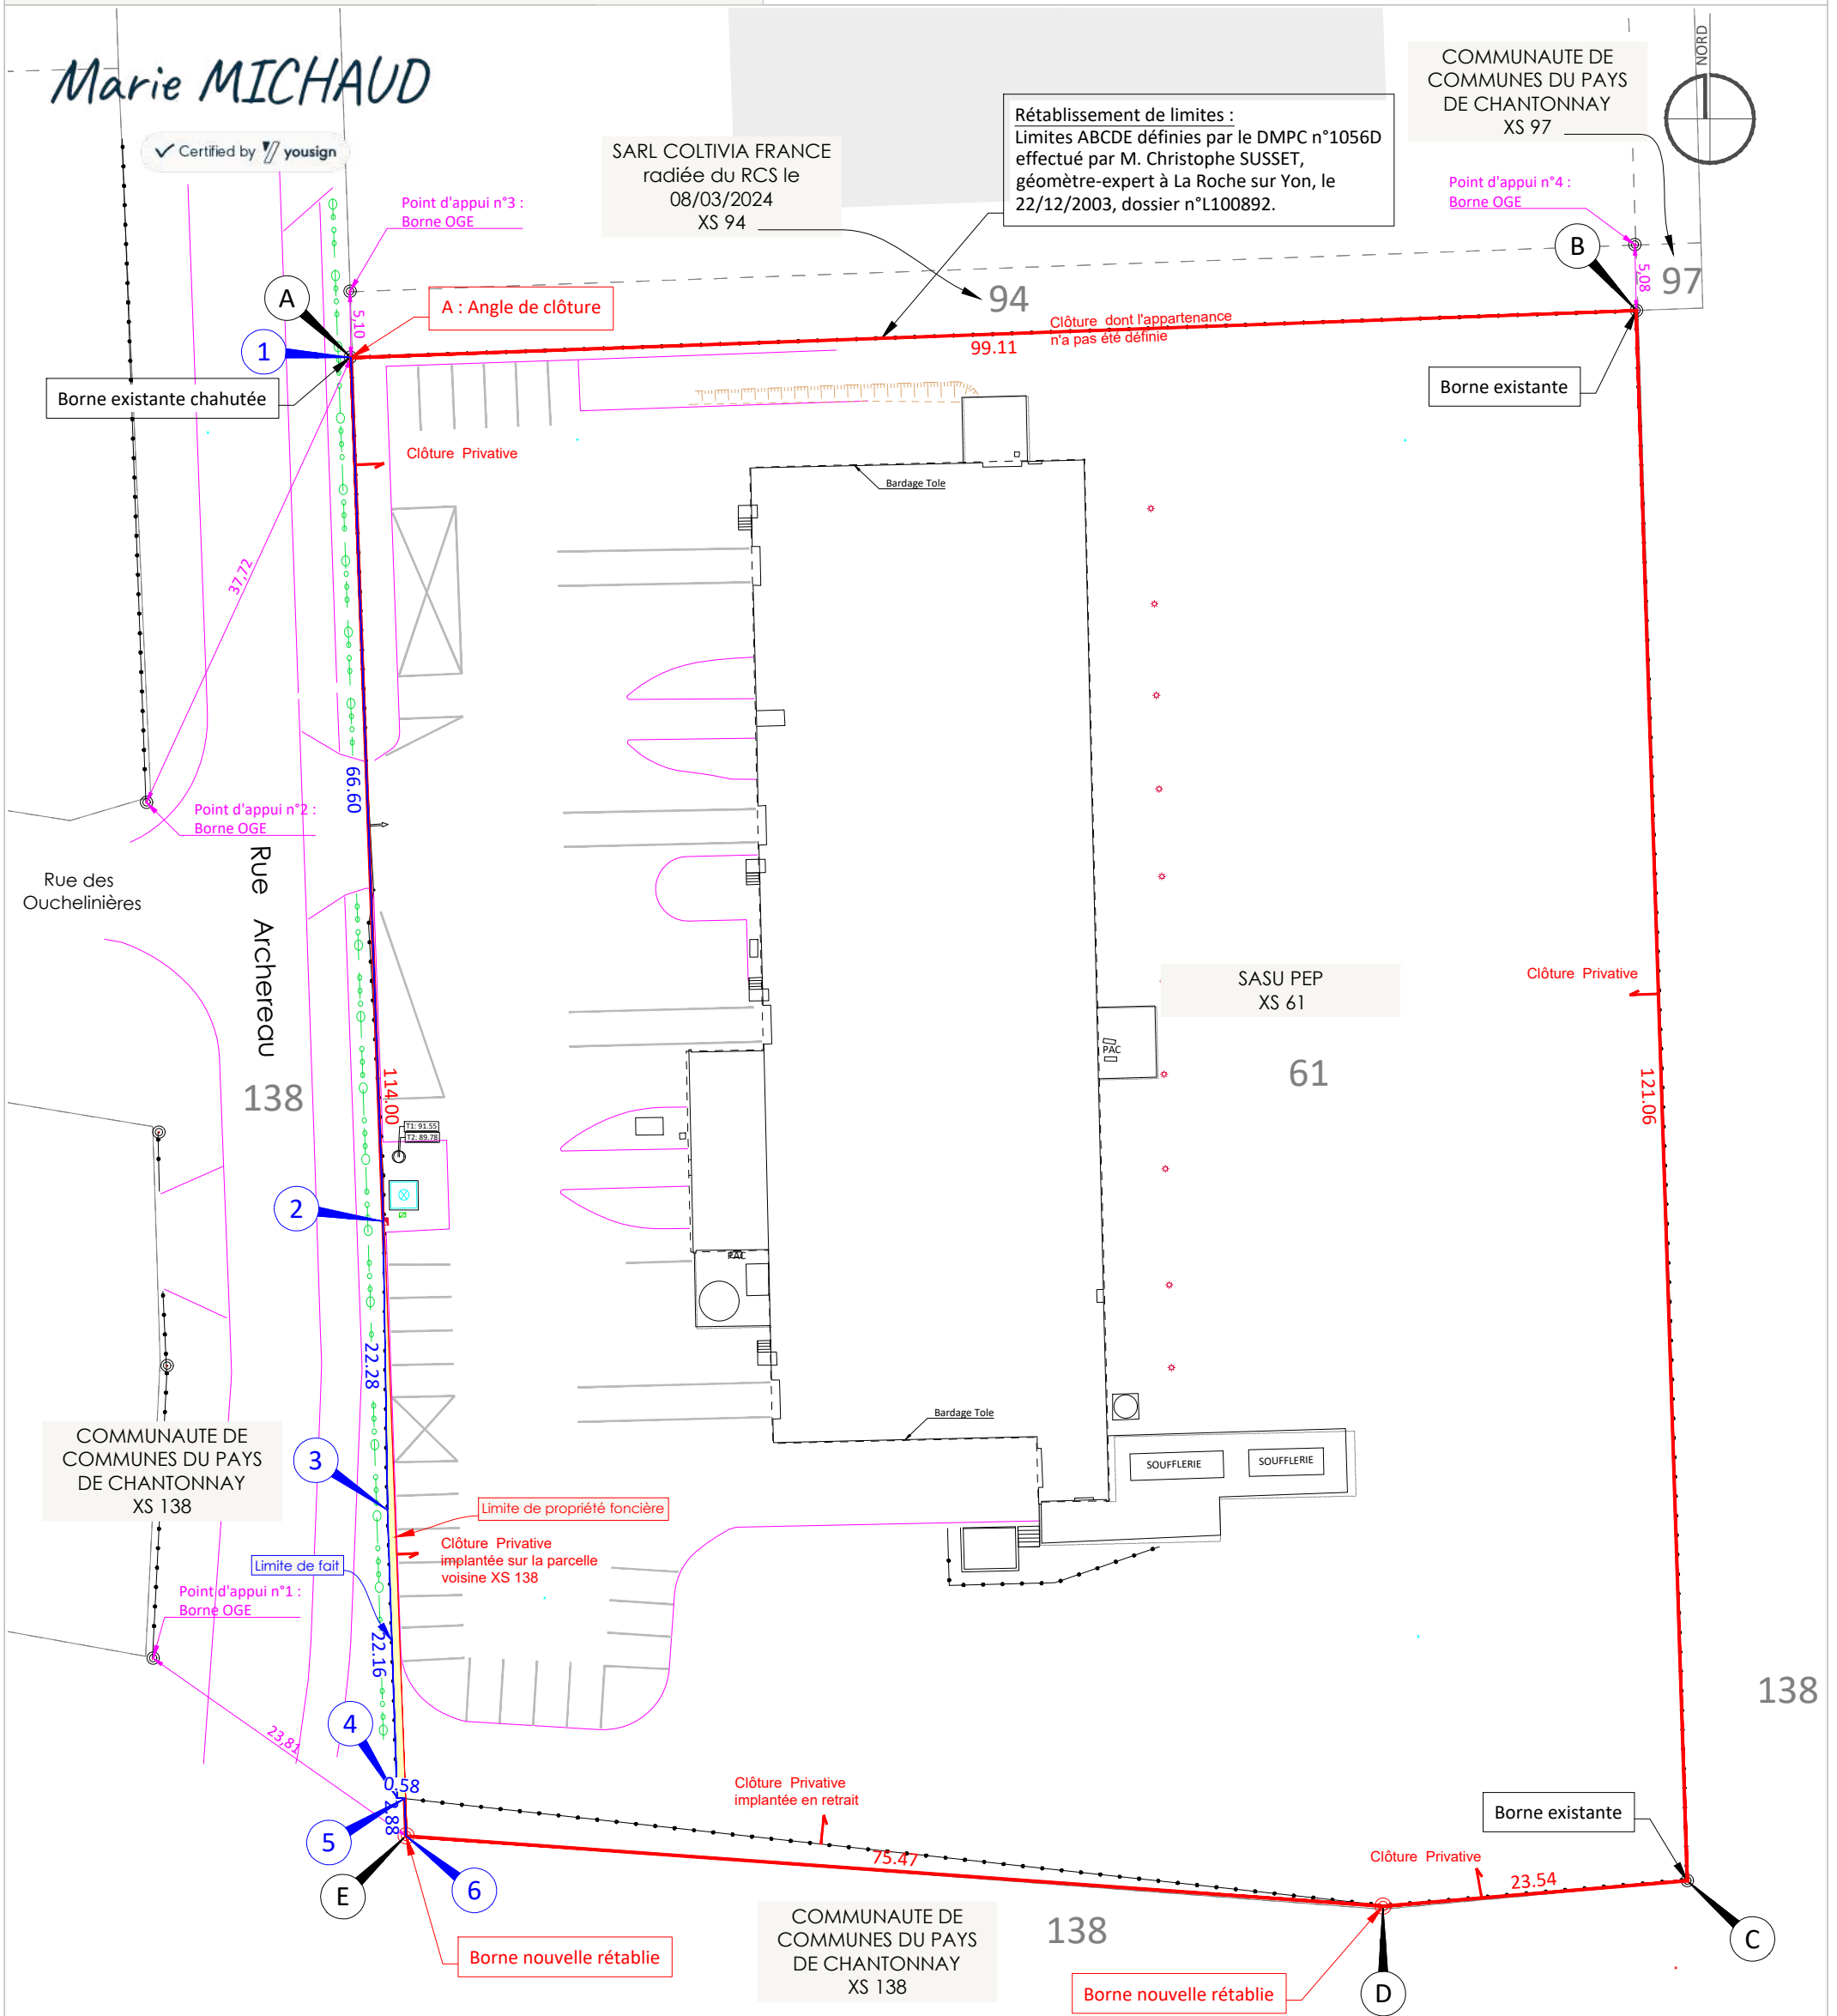 Marie MICHAUD
Certified by yousign
NORD
COMMUNAUTE DE
COMMUNES DU PAYS
DE CHANTONNAY
XS 97
Rétablissement de limites :
Limites ABCDE définies par le DMPC n°1056D
effectué par M. Christophe SUSSET,
géomètre-expert à La Roche sur Yon, le
22/12/2003, dossier n°L100892.
SARL COLTIVIA FRANCE
radiée du RCS le
08/03/2024
XS 94
Point d'appui n°3 :
Borne OGE
Point d'appui n°4 :
Borne OGE
A
B
5,08
97
94
A : Angle de clôture
5,10
1
Clôture dont l'appartenance
n'a pas été définie
99.11
Borne existante chahutée
Borne existante
Clôture Privative
Bardage Tole
37,72
66.60
Point d'appui n°2 :
Borne OGE
Rue Archereau
Rue des
Ouchelinières
SASU PEP
XS 61
Clôture Privative
PAC
61
138
114.00
121.06
T1: 91.55
T2: 89.78
2
PAC
22.28
Bardage Tole
COMMUNAUTE DE
COMMUNES DU PAYS
DE CHANTONNAY
XS 138
3
SOUFFLERIE
SOUFFLERIE
Limite de propriété foncière
Clôture Privative
implantée sur la parcelle
voisine XS 138
Limite de fait
Point d'appui n°1 :
Borne OGE
22.16
138
4
23,81
0.58
2.88
Clôture Privative
implantée en retrait
Borne existante
5
75.47
Clôture Privative
23.54
E
6
COMMUNAUTE DE
COMMUNES DU PAYS
DE CHANTONNAY
XS 138
138
C
Borne nouvelle rétablie
Borne nouvelle rétablie
D